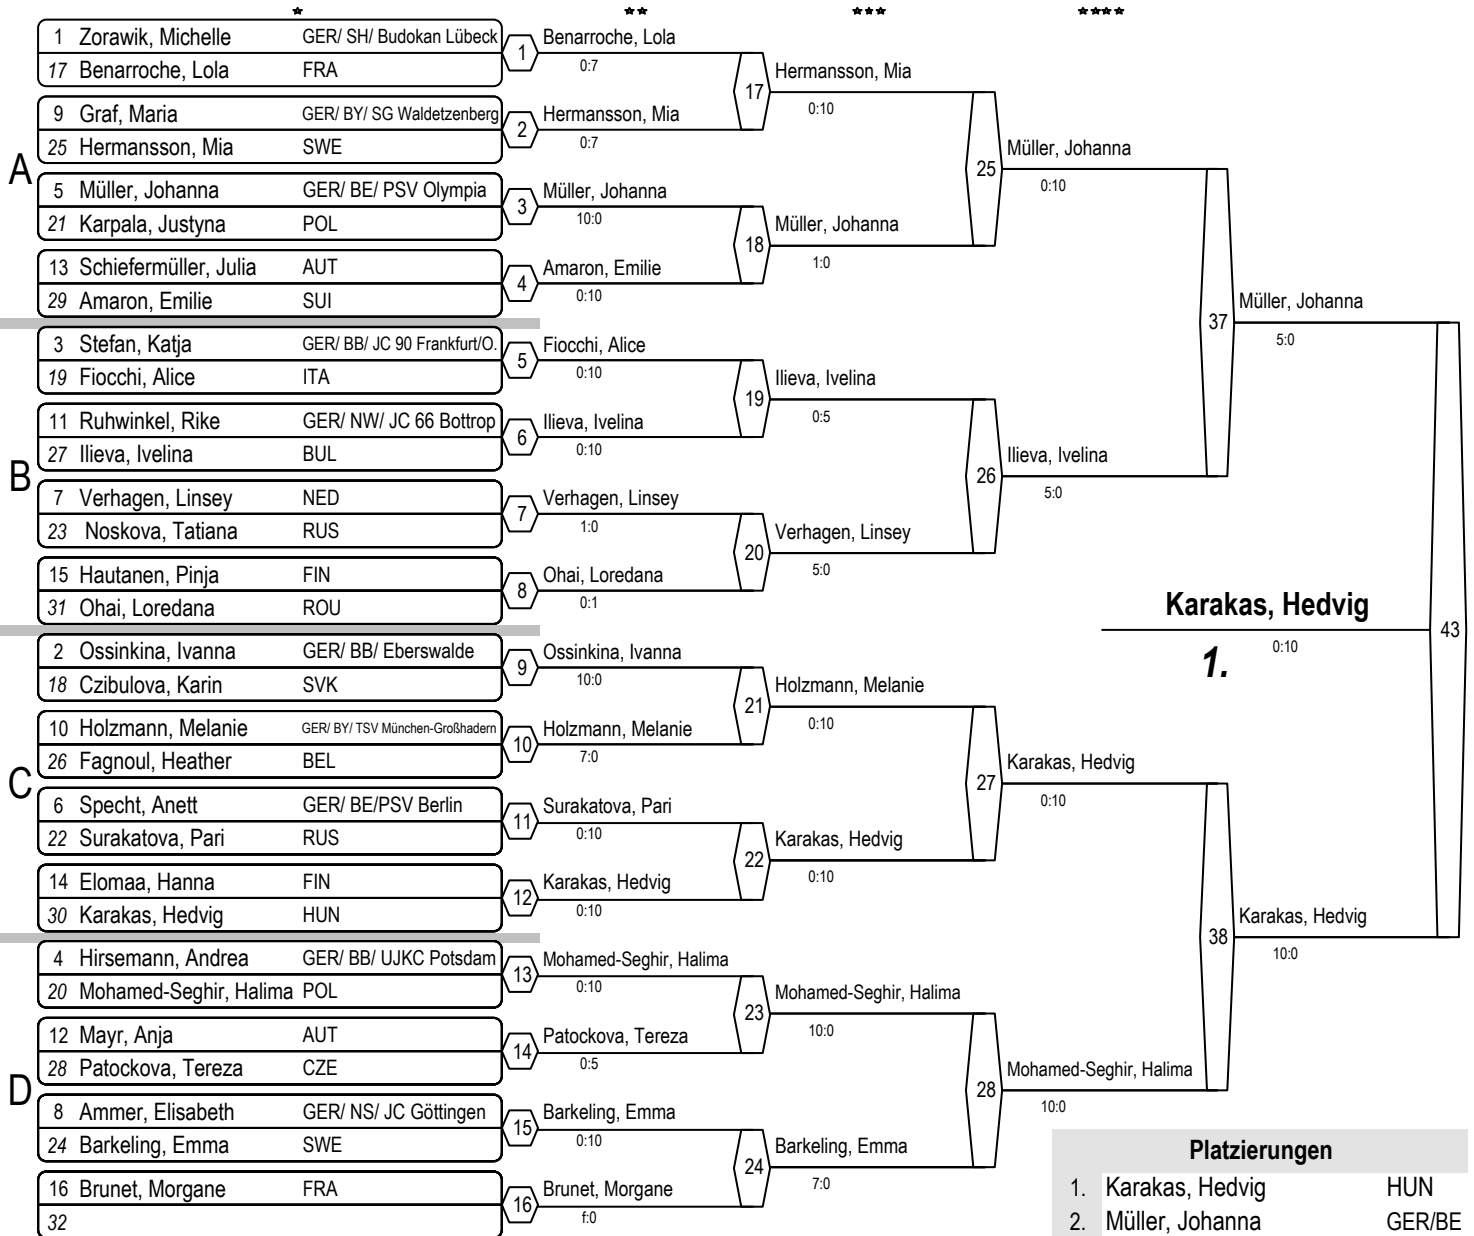 * ** *** ****
A
1 Zorawik, Michelle GER/ SH/ Budokan Lübeck
17 Benarroche, Lola FRA
9 Graf, Maria GER/ BY/ SG Waldetzenberg
25 Hermansson, Mia SWE
5 Müller, Johanna GER/ BE/ PSV Olympia
21 Karpala, Justyna POL
13 Schiefermüller, Julia AUT
29 Amaron, Emilie SUI
B
3 Stefan, Katja GER/ BB/ JC 90 Frankfurt/O.
19 Fiocchi, Alice ITA
11 Ruhwinkel, Rike GER/ NW/ JC 66 Bottrop
27 Ilieva, Ivelina BUL
7 Verhagen, Linsey NED
23 Noskova, Tatiana RUS
15 Hautanen, Pinja FIN
31 Ohai, Loredana ROU
C
2 Ossinkina, Ivanna GER/ BB/ Eberswalde
18 Czibulova, Karin SVK
10 Holzmann, Melanie GER/ BY/ TSV München-Großhadern
26 Fagnoul, Heather BEL
6 Specht, Anett GER/ BE/PSV Berlin
22 Surakatova, Pari RUS
14 Elomaa, Hanna FIN
30 Karakas, Hedvig HUN
D
4 Hirsemann, Andrea GER/ BB/ UJKC Potsdam
20 Mohamed-Seghir, Halima POL
12 Mayr, Anja AUT
28 Patockova, Tereza CZE
8 Ammer, Elisabeth GER/ NS/ JC Göttingen
24 Barkeling, Emma SWE
16 Brunet, Morgane FRA
32
1 Benarroche, Lola
0:7
2 Hermansson, Mia
0:7
3 Müller, Johanna
10:0
4 Amaron, Emilie
0:10
5 Fiocchi, Alice
0:10
6 Ilieva, Ivelina
0:10
7 Verhagen, Linsey
1:0
8 Ohai, Loredana
0:1
9 Ossinkina, Ivanna
10:0
10 Holzmann, Melanie
7:0
11 Surakatova, Pari
0:10
12 Karakas, Hedvig
0:10
13 Mohamed-Seghir, Halima
0:10
14 Patockova, Tereza
0:5
15 Barkeling, Emma
0:10
16 Brunet, Morgane
f:0
17 Hermansson, Mia
0:10
18 Müller, Johanna
1:0
19 Ilieva, Ivelina
0:5
20 Verhagen, Linsey
5:0
21 Holzmann, Melanie
0:10
22 Karakas, Hedvig
0:10
23 Mohamed-Seghir, Halima
10:0
24 Barkeling, Emma
7:0
25 Müller, Johanna
0:10
26 Ilieva, Ivelina
5:0
27 Karakas, Hedvig
0:10
28 Mohamed-Seghir, Halima
10:0
37 Müller, Johanna
5:0
38 Karakas, Hedvig
10:0
43 Karakas, Hedvig
0:10
1.
Platzierungen
1. Karakas, Hedvig HUN
2. Müller, Johanna GER/BE